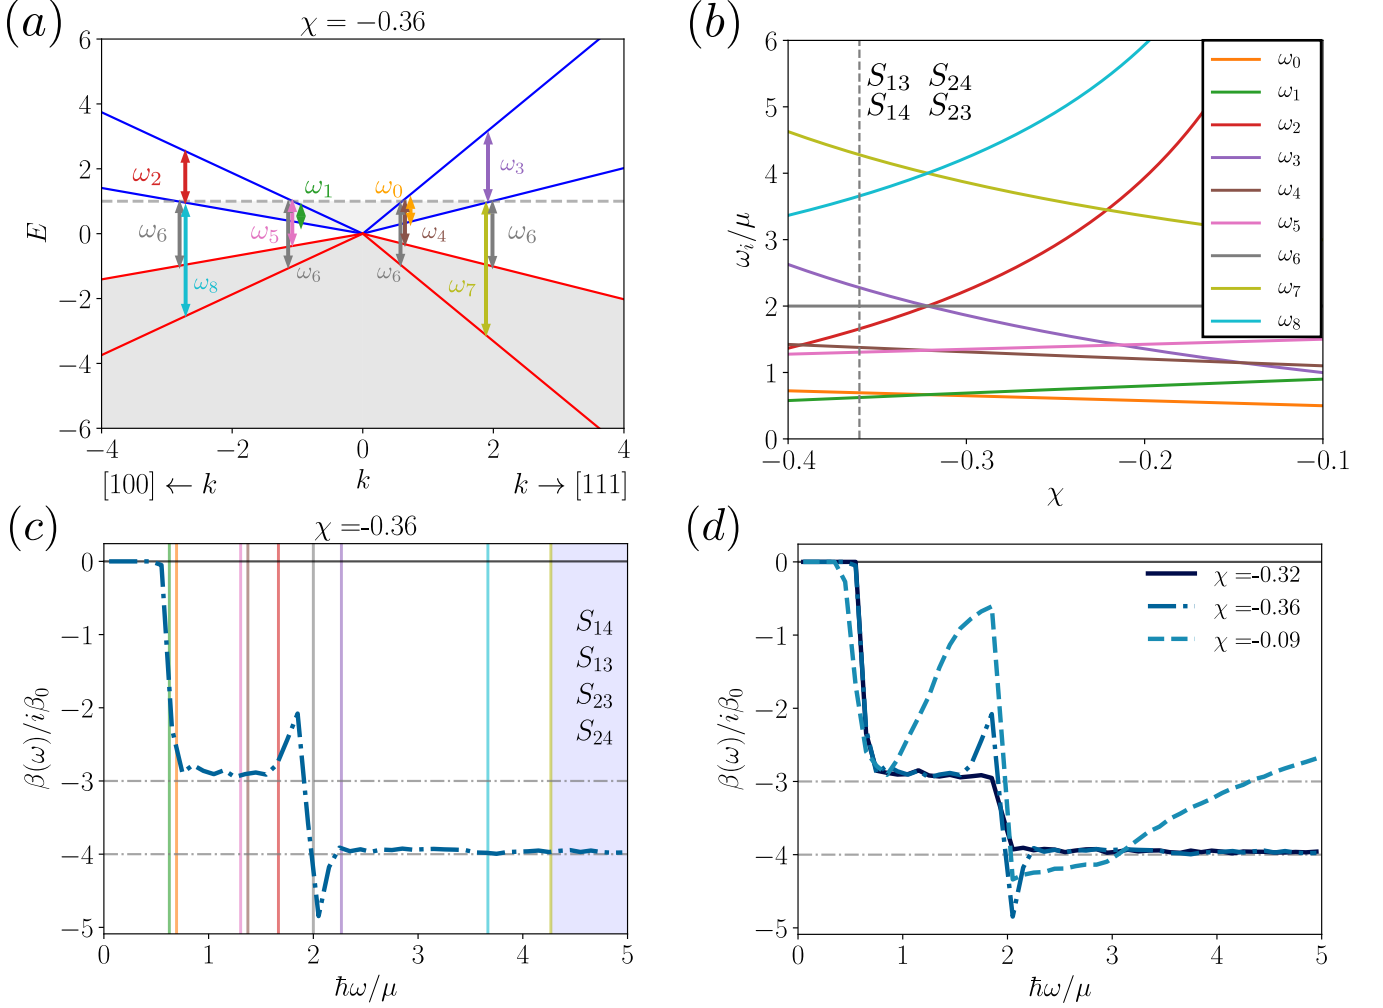 (a)
χ = −0.36
6
4
2
0
−2
−4
−6
E
ω₂
ω₁
ω₀
ω₃
ω₆
ω₅
ω₄
ω₆
ω₈
ω₆
ω₆
ω₇
−4
−2
0
2
4
[100] ← k
k
k → [111]
(b)
6
5
4
3
2
1
0
ωᵢ/μ
S₁₃ S₂₄
S₁₄ S₂₃
ω₀
ω₁
ω₂
ω₃
ω₄
ω₅
ω₆
ω₇
ω₈
−0.4
−0.3
−0.2
−0.1
χ
(c)
χ =-0.36
0
−1
−2
−3
−4
−5
β(ω)/iβ₀
S₁₄
S₁₃
S₂₃
S₂₄
0
1
2
3
4
5
ℏω/μ
(d)
0
−1
−2
−3
−4
−5
β(ω)/iβ₀
χ =-0.32
χ =-0.36
χ =-0.09
0
1
2
3
4
5
ℏω/μ